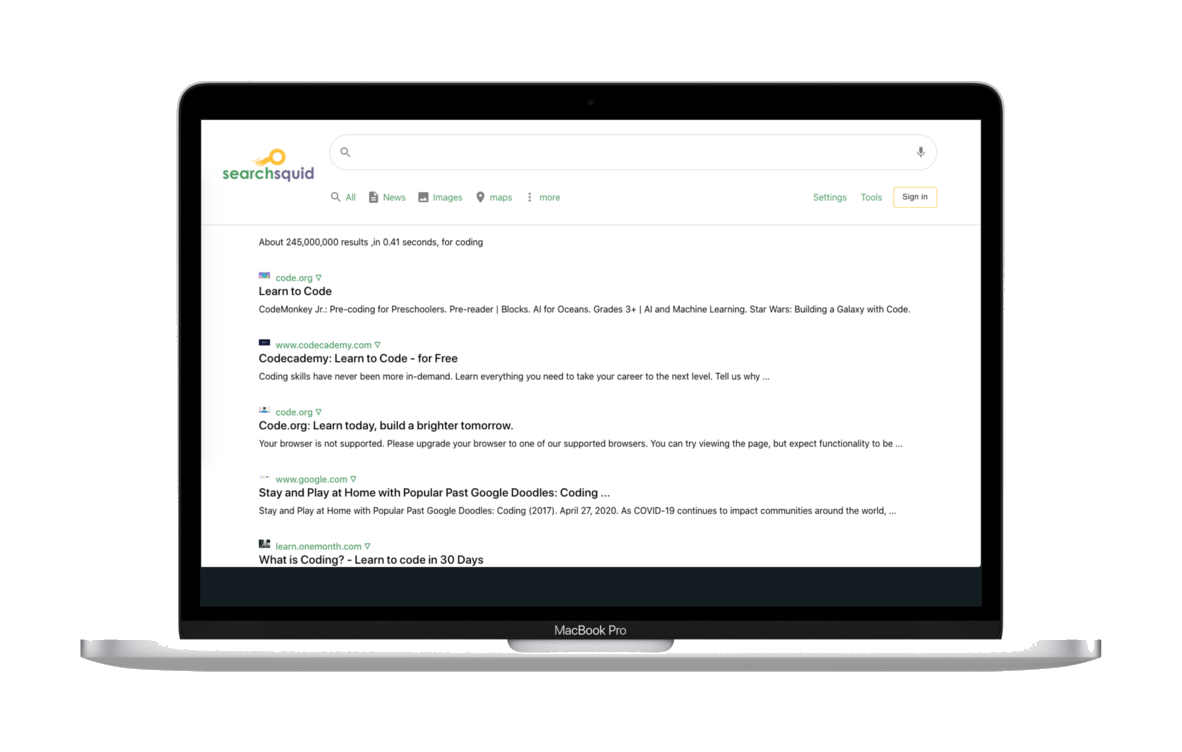 searchsquid
All News Images maps more Settings Tools Sign in
About 245,000,000 results ,in 0.41 seconds, for coding
code.org
Learn to Code
CodeMonkey Jr.: Pre-coding for Preschoolers. Pre-reader | Blocks. AI for Oceans. Grades 3+ | AI and Machine Learning. Star Wars: Building a Galaxy with Code.
www.codecademy.com
Codecademy: Learn to Code - for Free
Coding skills have never been more in-demand. Learn everything you need to take your career to the next level. Tell us why ...
code.org
Code.org: Learn today, build a brighter tomorrow.
Your browser is not supported. Please upgrade your browser to one of our supported browsers. You can try viewing the page, but expect functionality to be ...
www.google.com
Stay and Play at Home with Popular Past Google Doodles: Coding ...
Stay and Play at Home with Popular Past Google Doodles: Coding (2017). April 27, 2020. As COVID-19 continues to impact communities around the world, ...
learn.onemonth.com
What is Coding? - Learn to code in 30 Days
MacBook Pro